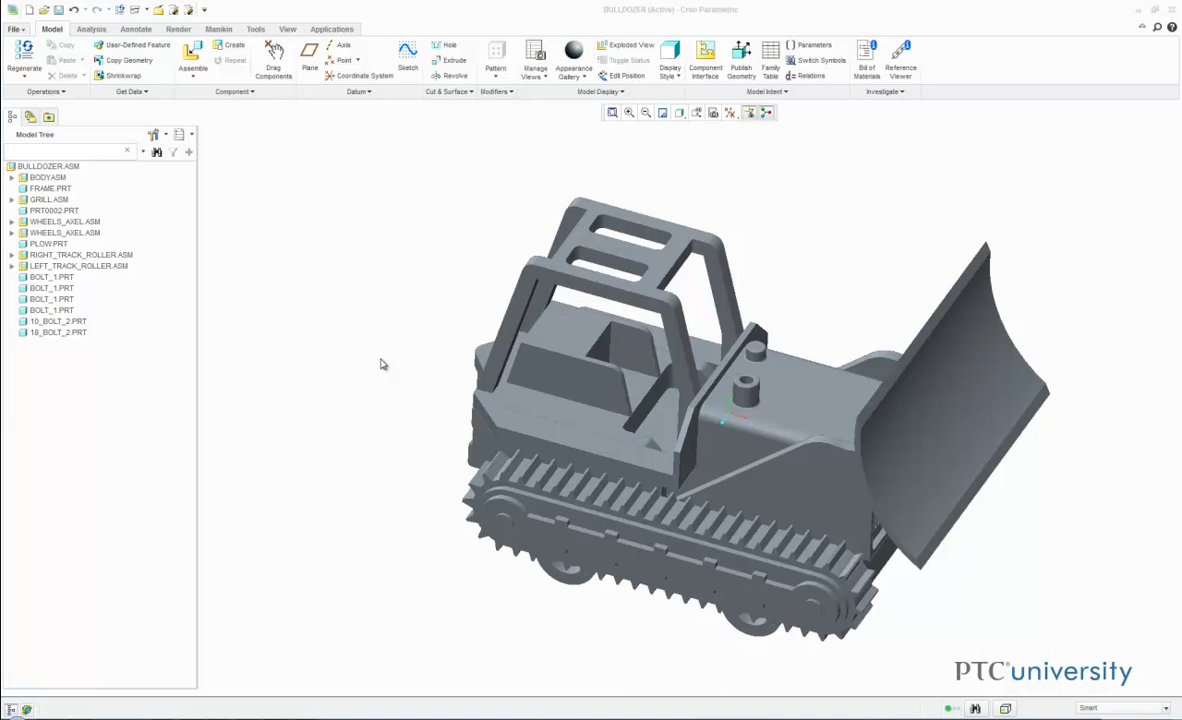 BULLDOZER (Active) - Creo Parametric
File
Model
Analysis
Annotate
Render
Manikin
Tools
View
Applications
Regenerate
Copy
Paste
Delete
User-Defined Feature
Copy Geometry
Shrinkwrap
Assemble
Create
Repeat
Drag Components
Plane
Axis
Point
Coordinate System
Sketch
Hole
Extrude
Revolve
Pattern
Manage Views
Appearance Gallery
Exploded View
Toggle Status
Edit Position
Display Style
Component Interface
Publish Geometry
Family Table
Parameters
Switch Symbols
Relations
Bill of Materials
Reference Viewer
Operations
Get Data
Component
Datum
Cut & Surface
Modifiers
Model Display
Model Intent
Investigate
Model Tree
BULLDOZER.ASM
BODY.ASM
FRAME.PRT
GRILL.ASM
PRT0002.PRT
WHEELS_AXEL.ASM
WHEELS_AXEL.ASM
PLOW.PRT
RIGHT_TRACK_ROLLER.ASM
LEFT_TRACK_ROLLER.ASM
BOLT_1.PRT
BOLT_1.PRT
BOLT_1.PRT
BOLT_1.PRT
10_BOLT_2.PRT
18_BOLT_2.PRT
PTC® university
Smart